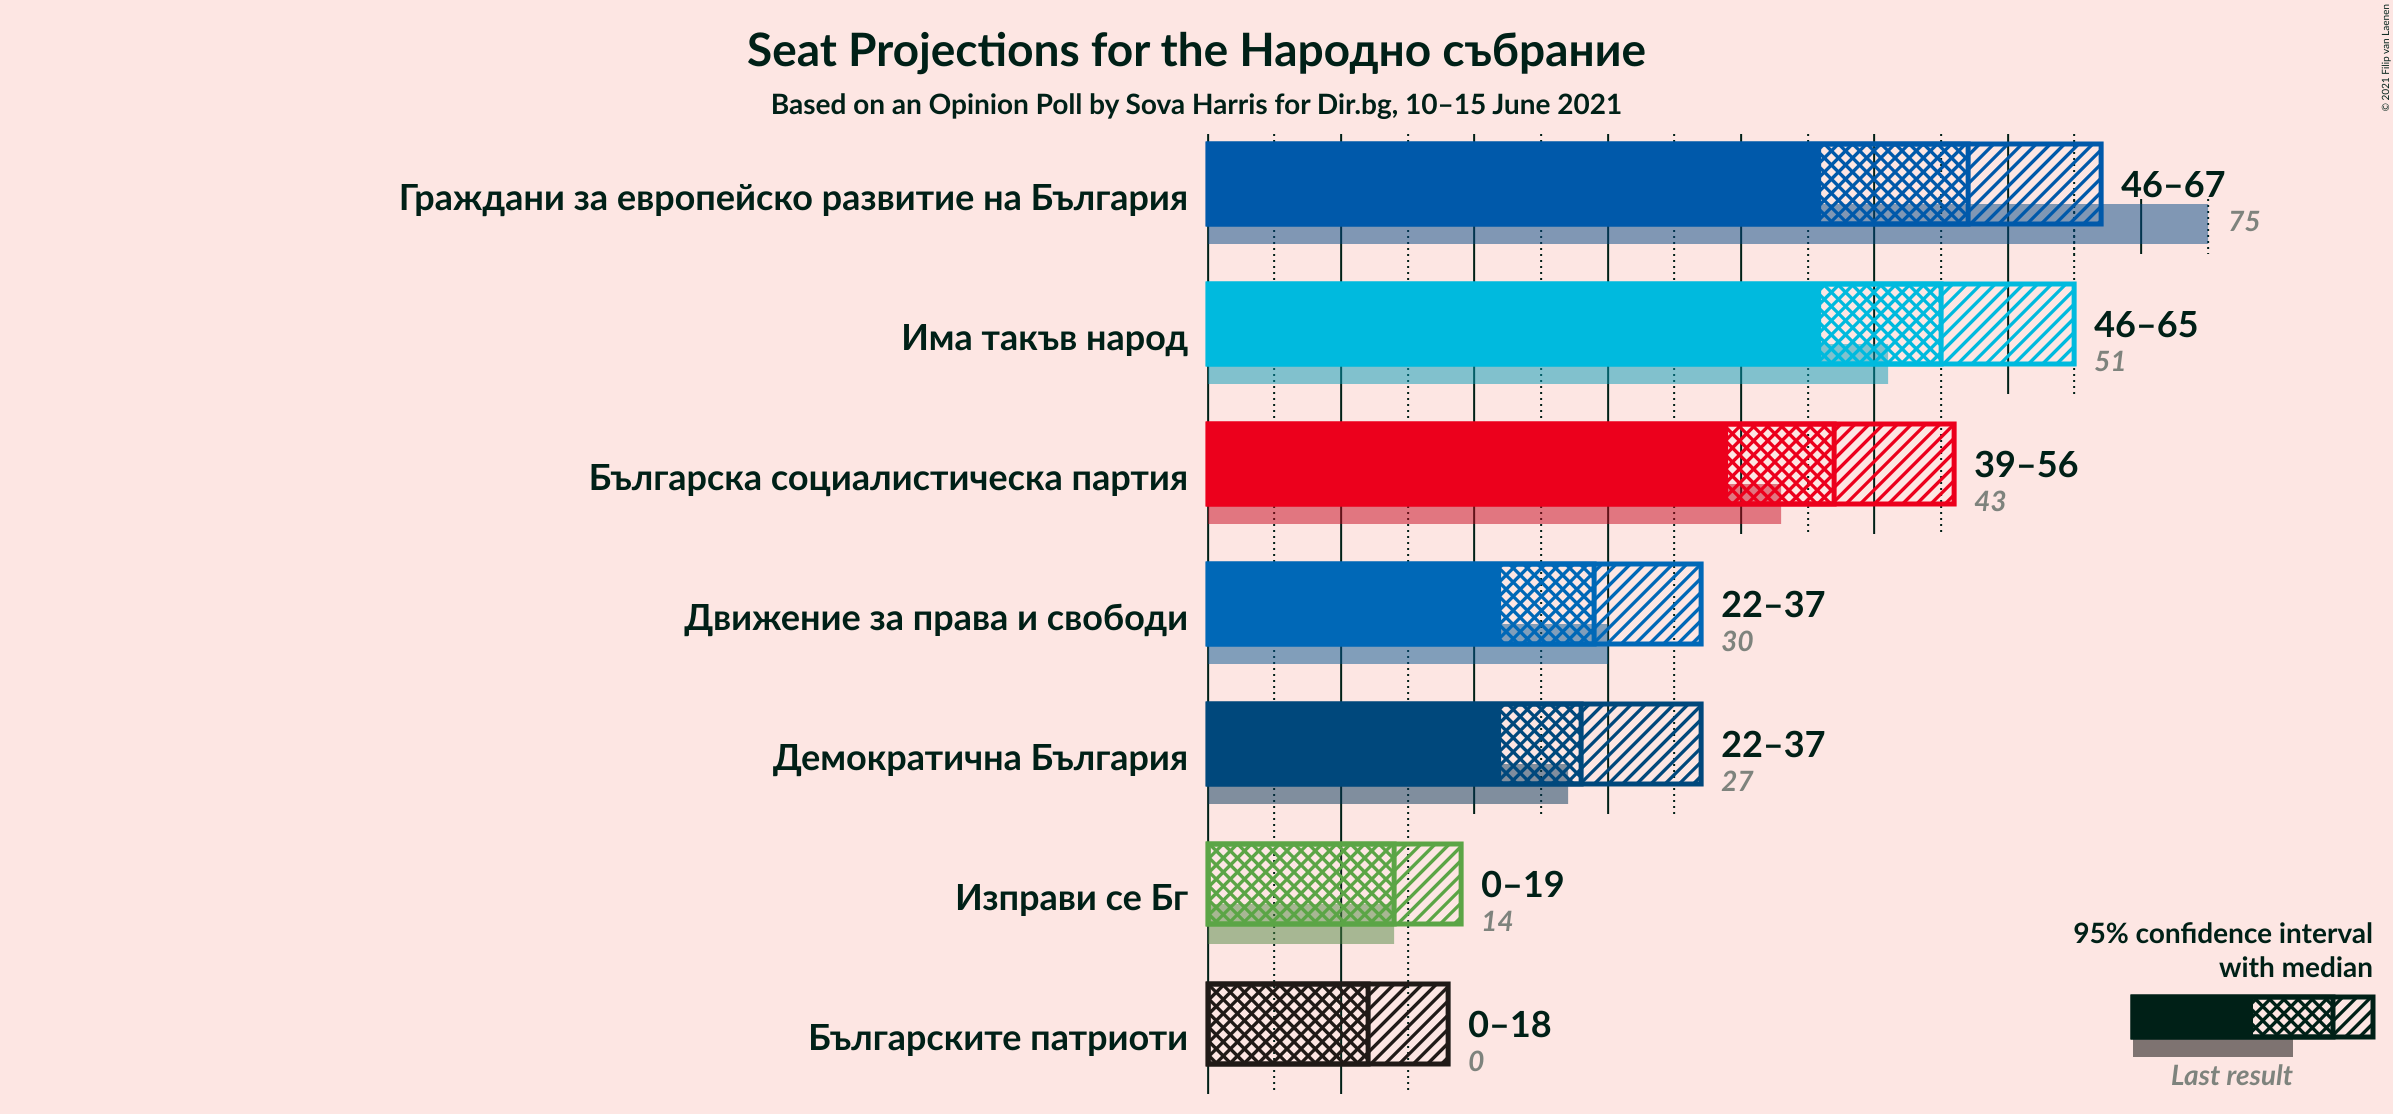 Seat Projections for the Народно събрание
Based on an Opinion Poll by Sova Harris for Dir.bg, 10–15 June 2021
© 2021 Filip van Laenen
Граждани за европейско развитие на България
46–67
75
Има такъв народ
46–65
51
Българска социалистическа партия
39–56
43
Движение за права и свободи
22–37
30
Демократична България
22–37
27
Изправи се Бг
0–19
14
Българските патриоти
0–18
0
95% confidence interval
with median
Last result